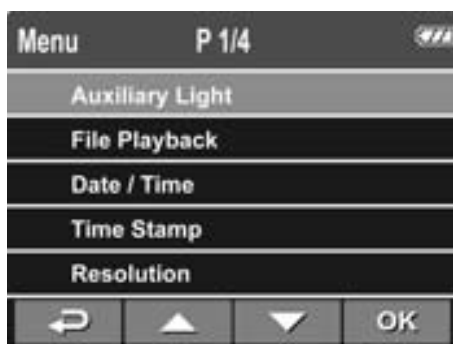 Menu P 1/4
Auxiliary Light
File Playback
Date / Time
Time Stamp
Resolution
OK